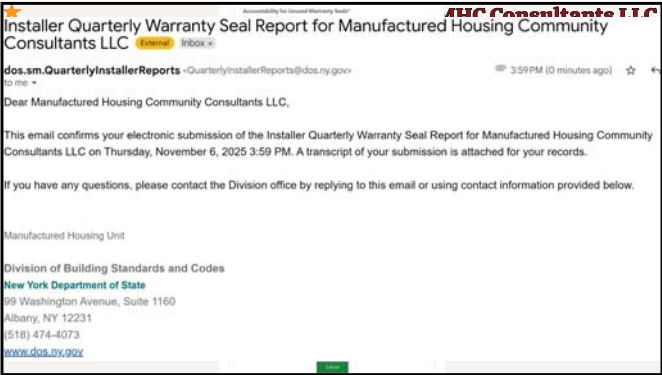 Accountability for Unused Warranty Seals*
4HC Consultants LLC
Installer Quarterly Warranty Seal Report for Manufactured Housing Community
Consultants LLC External Inbox ×
dos.sm.QuarterlyInstallerReports <QuarterlyInstallerReports@dos.ny.gov> 3:59 PM (0 minutes ago)
to me
Dear Manufactured Housing Community Consultants LLC,
This email confirms your electronic submission of the Installer Quarterly Warranty Seal Report for Manufactured Housing Community
Consultants LLC on Thursday, November 6, 2025 3:59 PM. A transcript of your submission is attached for your records.
If you have any questions, please contact the Division office by replying to this email or using contact information provided below.
Manufactured Housing Unit
Division of Building Standards and Codes
New York Department of State
99 Washington Avenue, Suite 1160
Albany, NY 12231
(518) 474-4073
www.dos.ny.gov